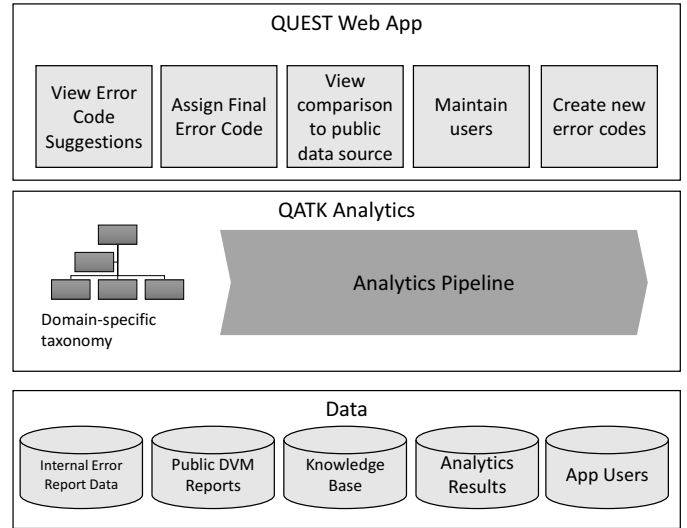 QUEST Web App
View Error
Code
Suggestions
Assign Final
Error Code
View
comparison
to public
data source
Maintain
users
Create new
error codes
QATK Analytics
Analytics Pipeline
Domain-specific
taxonomy
Data
Internal Error
Report Data
Public DVM
Reports
Knowledge
Base
Analytics
Results
App Users